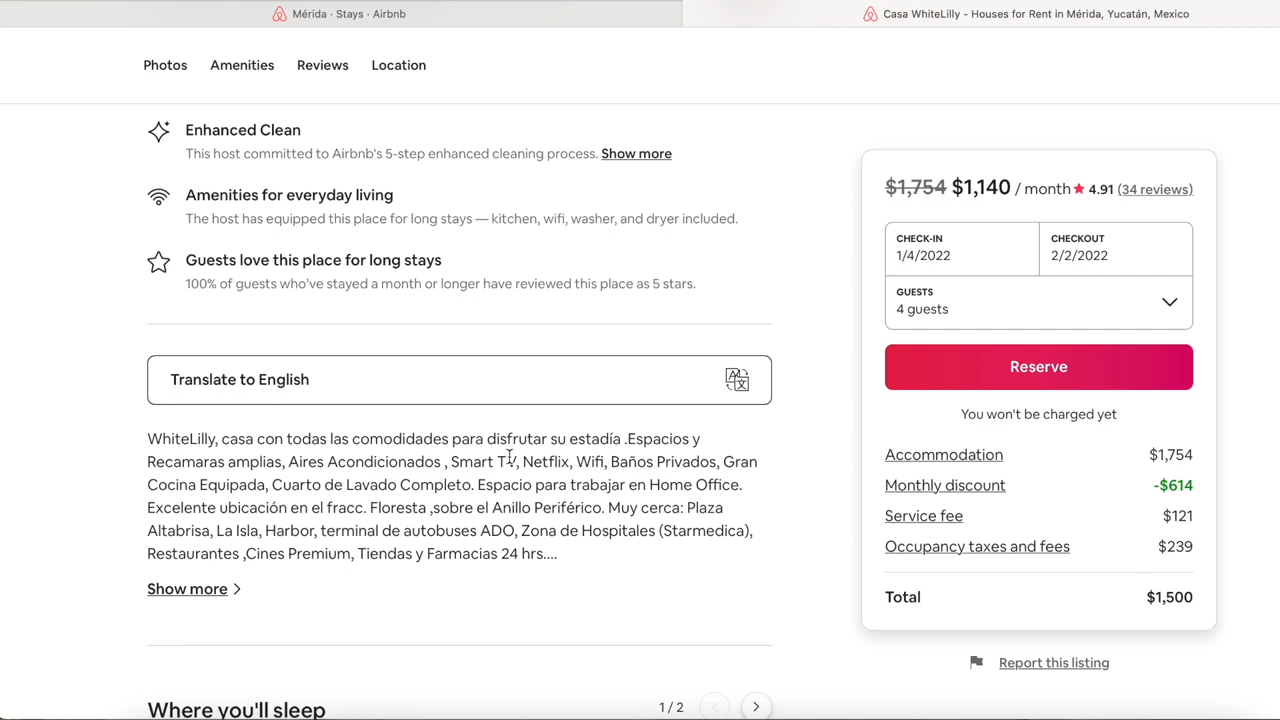 Mérida · Stays · Airbnb
Casa WhiteLilly - Houses for Rent in Mérida, Yucatán, Mexico
Photos Amenities Reviews Location
Enhanced Clean
This host committed to Airbnb's 5-step enhanced cleaning process. Show more
Amenities for everyday living
The host has equipped this place for long stays — kitchen, wifi, washer, and dryer included.
Guests love this place for long stays
100% of guests who've stayed a month or longer have reviewed this place as 5 stars.
Translate to English
WhiteLilly, casa con todas las comodidades para disfrutar su estadía .Espacios y
Recamaras amplias, Aires Acondicionados , Smart TV, Netflix, Wifi, Baños Privados, Gran
Cocina Equipada, Cuarto de Lavado Completo. Espacio para trabajar en Home Office.
Excelente ubicación en el fracc. Floresta ,sobre el Anillo Periférico. Muy cerca: Plaza
Altabrisa, La Isla, Harbor, terminal de autobuses ADO, Zona de Hospitales (Starmedica),
Restaurantes ,Cines Premium, Tiendas y Farmacias 24 hrs....
Show more
Where you'll sleep
1 / 2
$1,754 $1,140 / month 4.91 (34 reviews)
CHECK-IN
1/4/2022
CHECKOUT
2/2/2022
GUESTS
4 guests
Reserve
You won't be charged yet
Accommodation $1,754
Monthly discount -$614
Service fee $121
Occupancy taxes and fees $239
Total $1,500
Report this listing